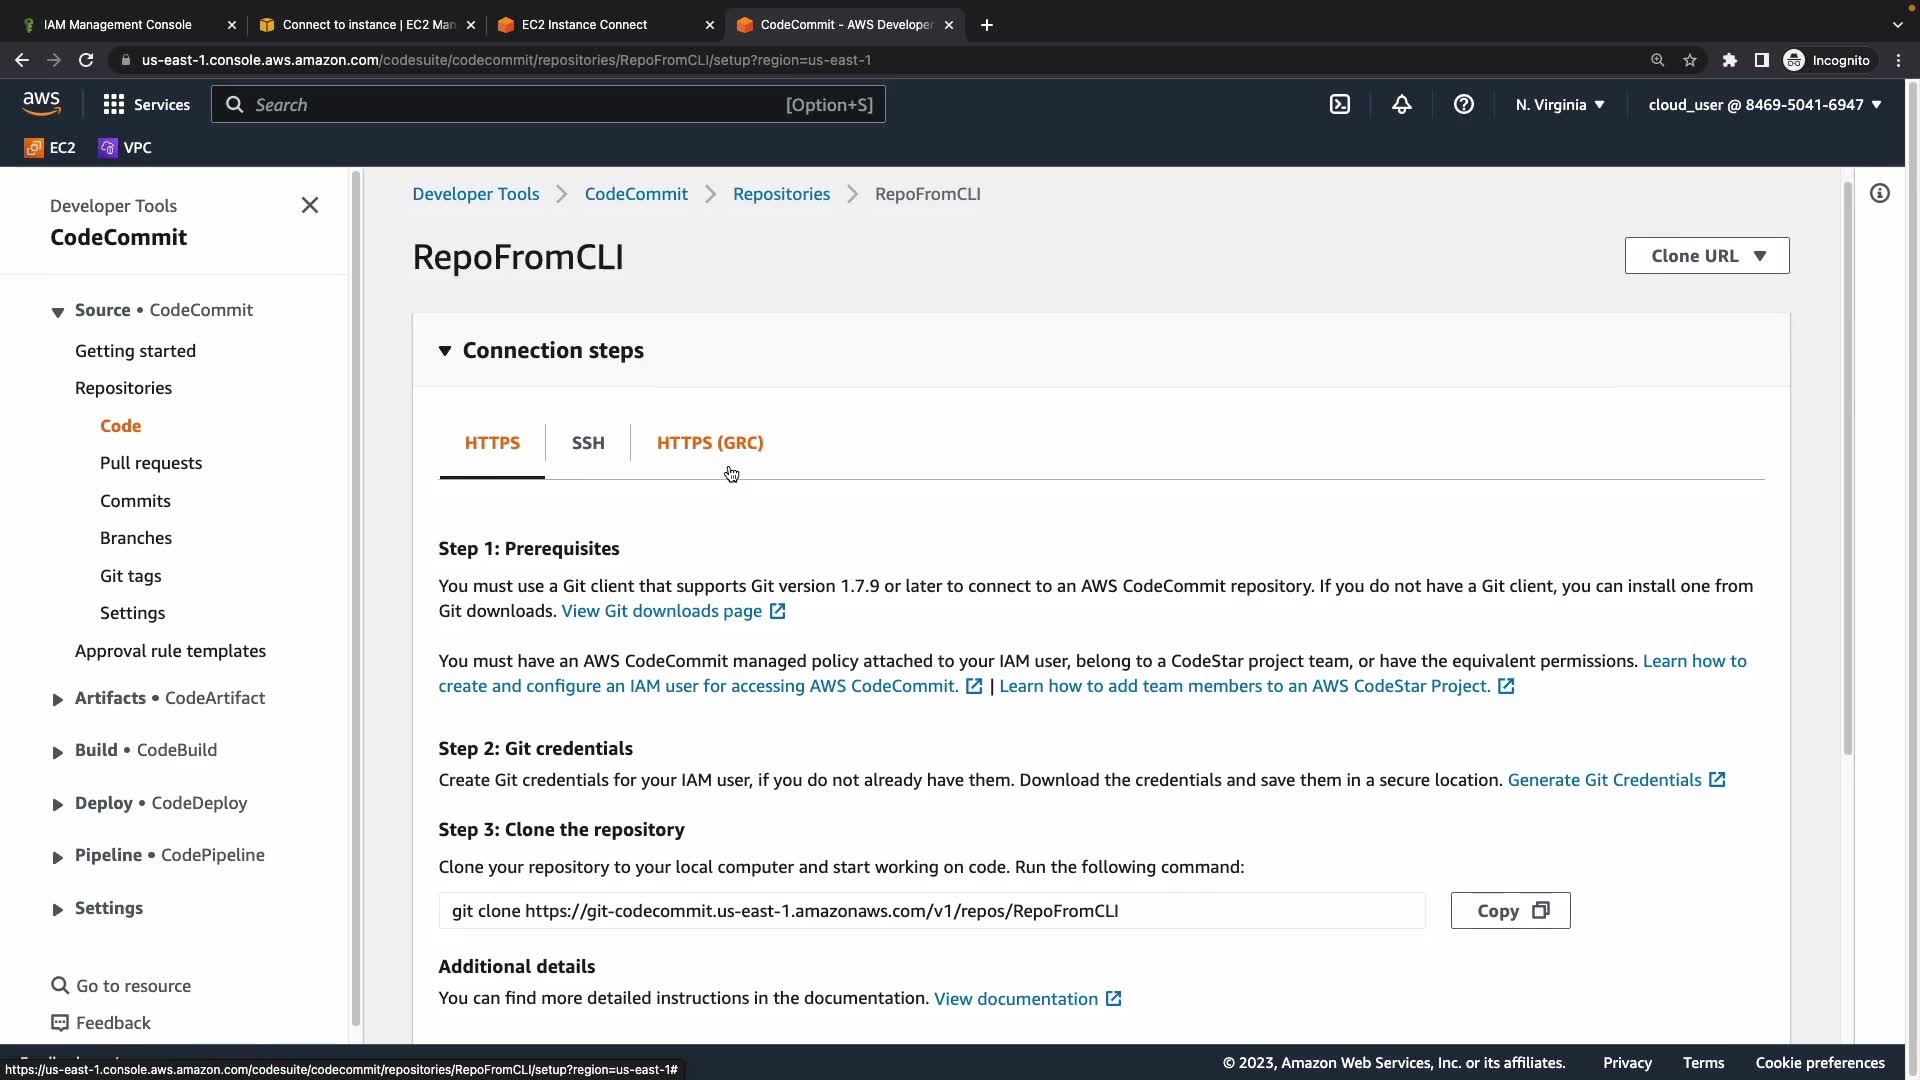 IAM Management Console
Connect to instance | EC2 Man
EC2 Instance Connect
CodeCommit - AWS Developer
us-east-1.console.aws.amazon.com/codesuite/codecommit/repositories/RepoFromCLI/setup?region=us-east-1
Incognito
aws
Services
Search
[Option+S]
N. Virginia
cloud_user @ 8469-5041-6947
EC2
VPC
Developer Tools
CodeCommit
Source • CodeCommit
Getting started
Repositories
Code
Pull requests
Commits
Branches
Git tags
Settings
Approval rule templates
Artifacts • CodeArtifact
Build • CodeBuild
Deploy • CodeDeploy
Pipeline • CodePipeline
Settings
Go to resource
Feedback
Developer Tools
CodeCommit
Repositories
RepoFromCLI
RepoFromCLI
Clone URL
Connection steps
HTTPS
SSH
HTTPS (GRC)
Step 1: Prerequisites
You must use a Git client that supports Git version 1.7.9 or later to connect to an AWS CodeCommit repository. If you do not have a Git client, you can install one from
Git downloads. View Git downloads page
You must have an AWS CodeCommit managed policy attached to your IAM user, belong to a CodeStar project team, or have the equivalent permissions. Learn how to
create and configure an IAM user for accessing AWS CodeCommit. | Learn how to add team members to an AWS CodeStar Project.
Step 2: Git credentials
Create Git credentials for your IAM user, if you do not already have them. Download the credentials and save them in a secure location. Generate Git Credentials
Step 3: Clone the repository
Clone your repository to your local computer and start working on code. Run the following command:
git clone https://git-codecommit.us-east-1.amazonaws.com/v1/repos/RepoFromCLI
Copy
Additional details
You can find more detailed instructions in the documentation. View documentation
© 2023, Amazon Web Services, Inc. or its affiliates.
Privacy
Terms
Cookie preferences
https://us-east-1.console.aws.amazon.com/codesuite/codecommit/repositories/RepoFromCLI/setup?region=us-east-1#